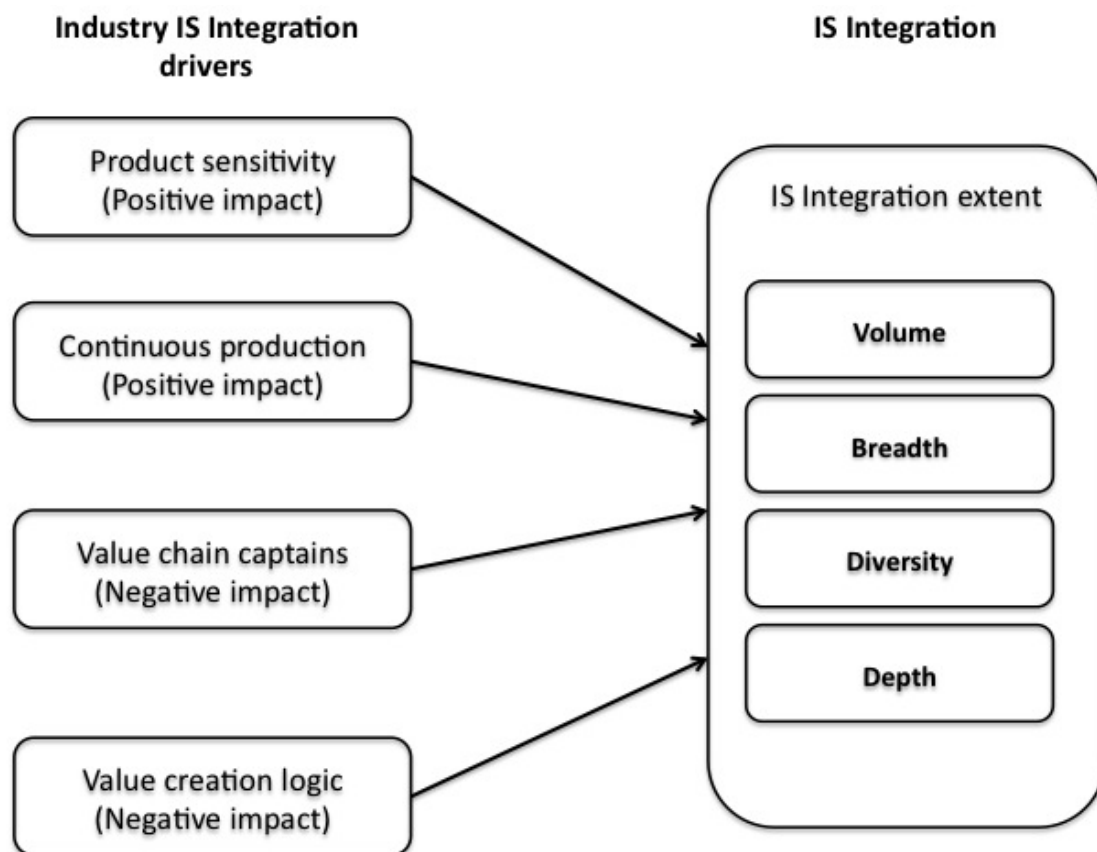 Industry IS Integration
drivers
IS Integration
Product sensitivity
(Positive impact)
Continuous production
(Positive impact)
Value chain captains
(Negative impact)
Value creation logic
(Negative impact)
IS Integration extent
Volume
Breadth
Diversity
Depth